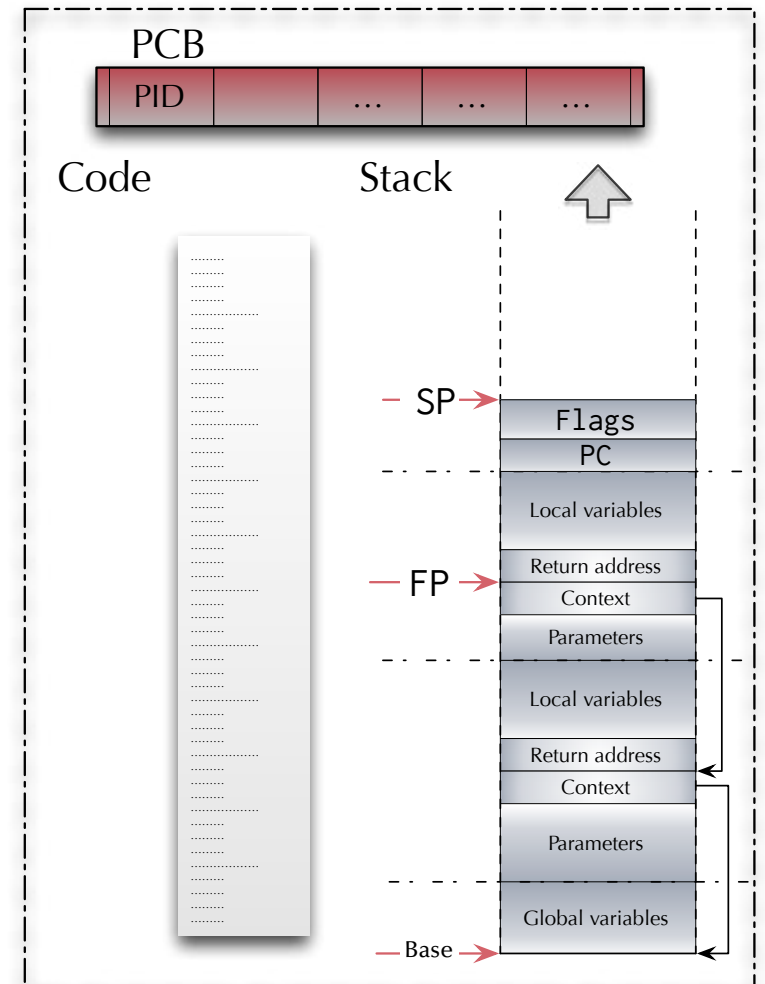 PCB
PID … … …
Code
Stack
SP
Flags
PC
Local variables
Return address
FP
Context
Parameters
Local variables
Return address
Context
Parameters
Global variables
Base